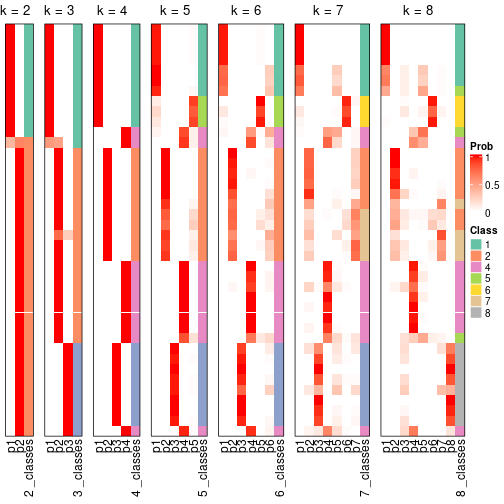 k = 2
k = 3
k = 4
k = 5
k = 6
k = 7
k = 8
Prob
1
0.5
0
Class
1
2
4
5
6
7
8
p1
p2
2_classes
p1
p2
p3
3_classes
p1
p2
p3
p4
4_classes
p1
p2
p3
p4
p5
5_classes
p1
p2
p3
p4
p5
p6
6_classes
p1
p2
p3
p4
p5
p6
p7
7_classes
p1
p2
p3
p4
p5
p6
p7
p8
8_classes